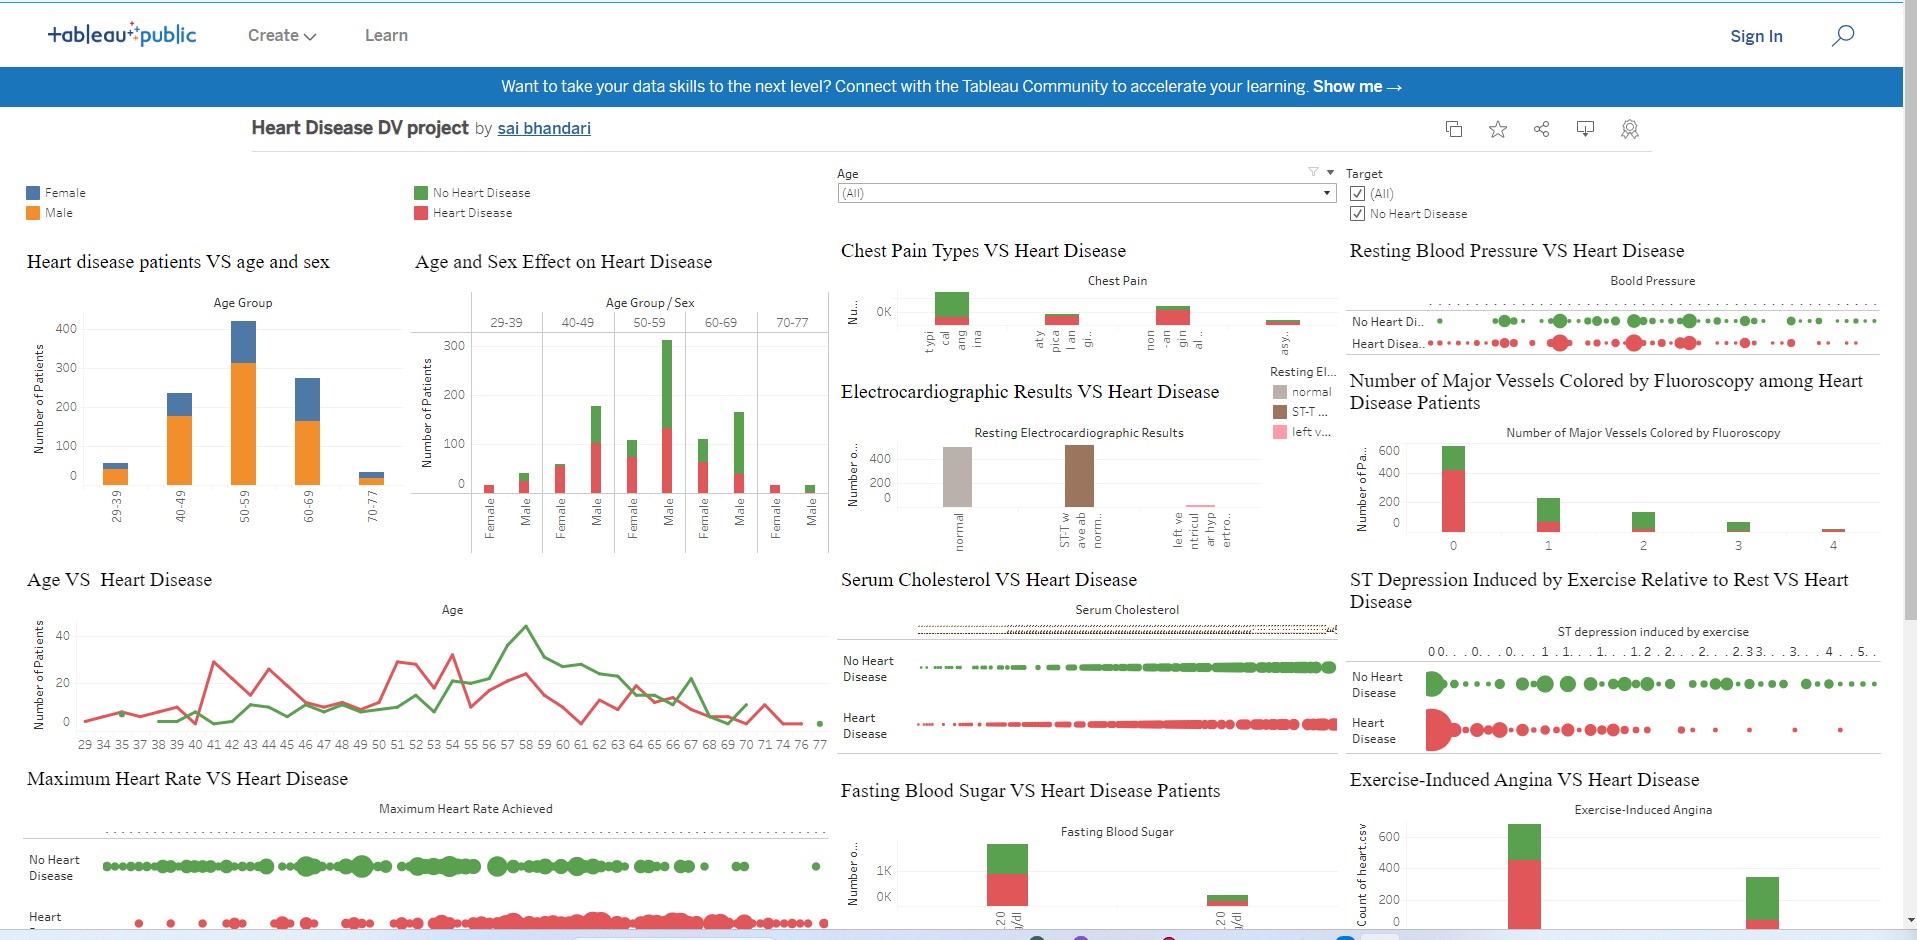 tableau public
Create
Learn
Sign In
Want to take your data skills to the next level? Connect with the Tableau Community to accelerate your learning. Show me →
Heart Disease DV project by sai bhandari
Female
Male
No Heart Disease
Heart Disease
Age
(All)
Target
(All)
No Heart Disease
Heart disease patients VS age and sex
Age Group
Number of Patients
400
300
200
100
0
29-39
40-49
50-59
60-69
70-77
Age and Sex Effect on Heart Disease
Age Group / Sex
29-39 40-49 50-59 60-69 70-77
Number of Patients
300
200
100
0
Female Male Female Male Female Male Female Male Female Male
Chest Pain Types VS Heart Disease
Chest Pain
Nu...
0K
typi
cal
ang
ina
aty
pica
l an
gi..
non
-an
gin
al..
asy..
Resting Blood Pressure VS Heart Disease
Boold Pressure
No Heart Di..
Heart Disea..
Electrocardiographic Results VS Heart Disease
Resting El...
normal
ST-T ...
left v...
Resting Electrocardiographic Results
Number o...
400
200
0
normal
ST-T w
ave ab
norm..
left ve
ntricul
ar hyp
ertro..
Number of Major Vessels Colored by Fluoroscopy among Heart
Disease Patients
Number of Major Vessels Colored by Fluoroscopy
Number of Pa...
600
400
200
0
0 1 2 3 4
Age VS Heart Disease
Age
Number of Patients
40
20
0
29 34 35 37 38 39 40 41 42 43 44 45 46 47 48 49 50 51 52 53 54 55 56 57 58 59 60 61 62 63 64 65 66 67 68 69 70 71 74 76 77
Serum Cholesterol VS Heart Disease
Serum Cholesterol
No Heart
Disease
Heart
Disease
ST Depression Induced by Exercise Relative to Rest VS Heart
Disease
ST depression induced by exercise
0 0. . . 0. . . 0. . . 1 . 1. . . 1. . . 1. 2 . . 2. . . 2. . . 2. 3 3. . . 3. . . 4 . . 5. .
No Heart
Disease
Heart
Disease
Maximum Heart Rate VS Heart Disease
Maximum Heart Rate Achieved
No Heart
Disease
Heart
Fasting Blood Sugar VS Heart Disease Patients
Fasting Blood Sugar
Number o...
1K
0K
20
g/dl
20
g/dl
Exercise-Induced Angina VS Heart Disease
Exercise-Induced Angina
Count of heart.csv
600
400
200
0